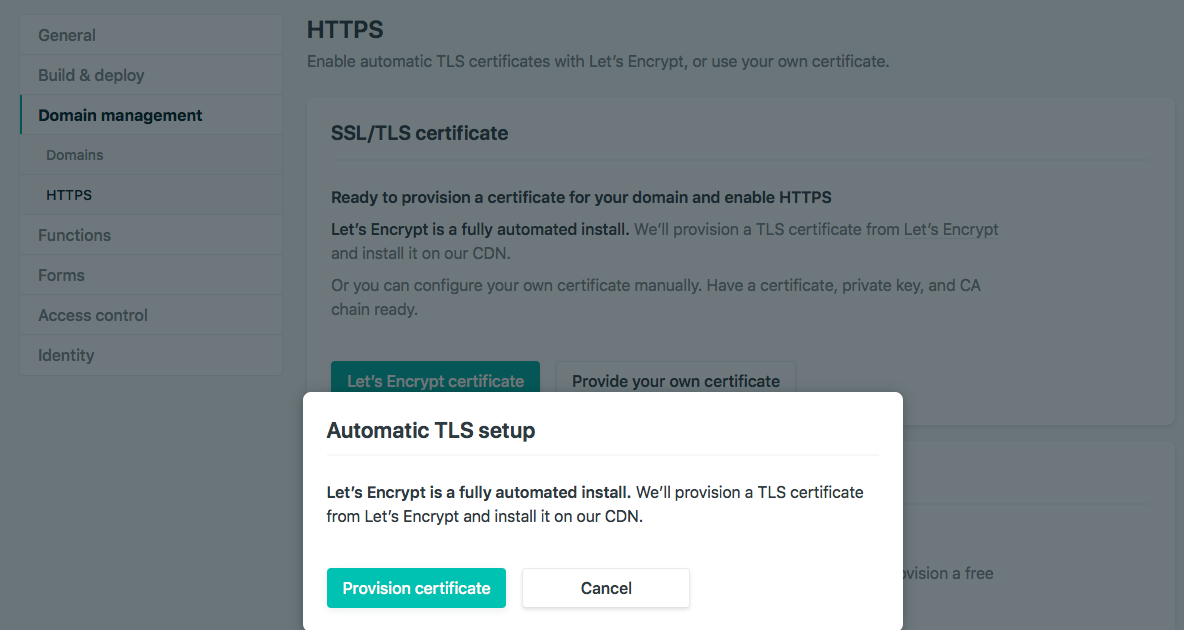 General
Build & deploy
Domain management
Domains
HTTPS
Functions
Forms
Access control
Identity
HTTPS
Enable automatic TLS certificates with Let’s Encrypt, or use your own certificate.
SSL/TLS certificate
Ready to provision a certificate for your domain and enable HTTPS
Let’s Encrypt is a fully automated install. We’ll provision a TLS certificate from Let’s Encrypt
and install it on our CDN.
Or you can configure your own certificate manually. Have a certificate, private key, and CA
chain ready.
Let’s Encrypt certificate
Provide your own certificate
Automatic TLS setup
Let’s Encrypt is a fully automated install. We’ll provision a TLS certificate
from Let’s Encrypt and install it on our CDN.
a free
Provision certificate
Cancel